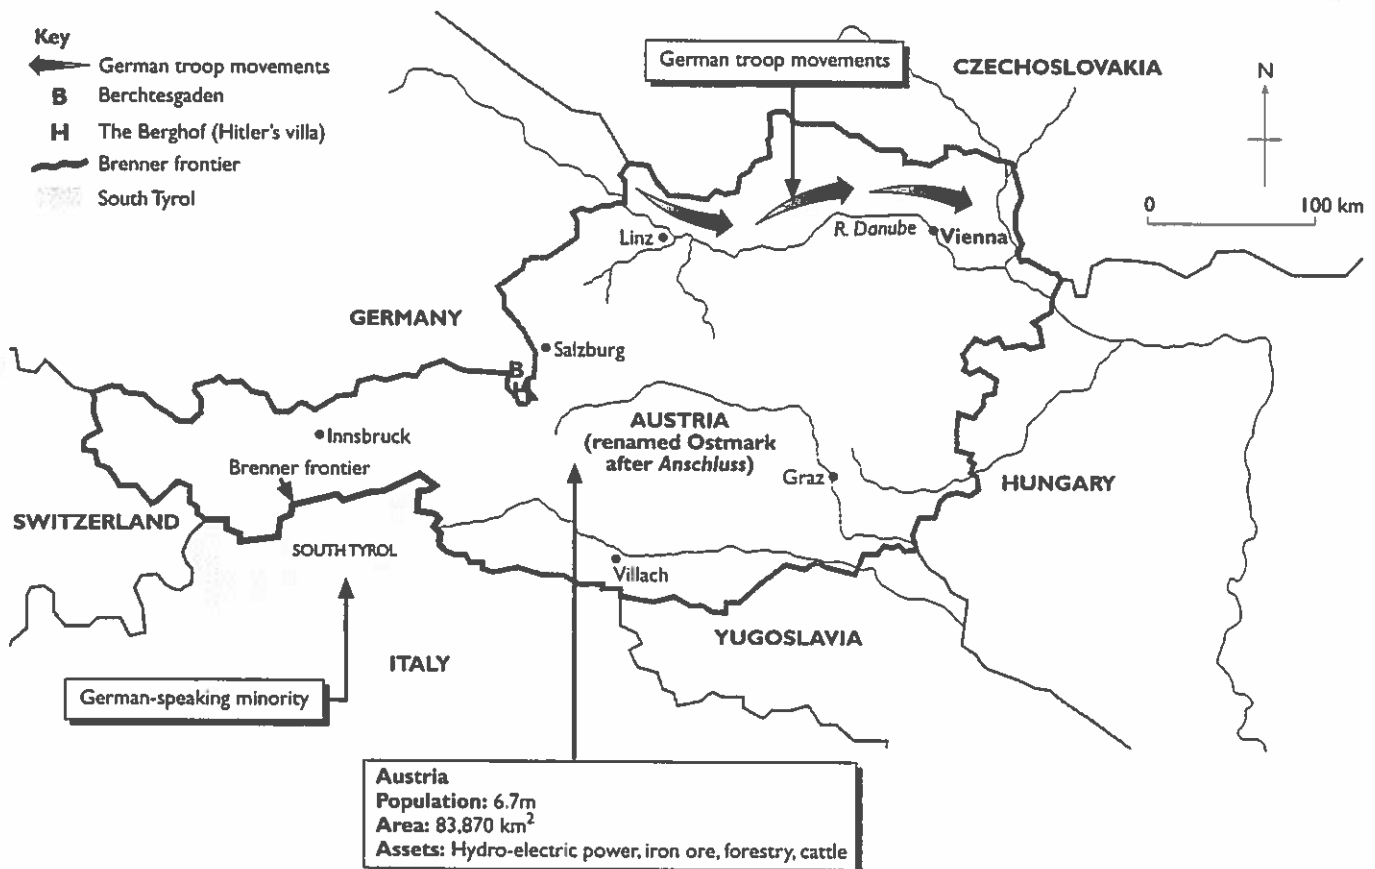 Key
German troop movements
B Berchtesgaden
H The Berghof (Hitler's villa)
Brenner frontier
South Tyrol
German troop movements
CZECHOSLOVAKIA
N
0 100 km
Linz
R. Danube
Vienna
GERMANY
Salzburg
B
H
AUSTRIA
(renamed Ostmark
after Anschluss)
Innsbruck
Brenner frontier
Graz
HUNGARY
SWITZERLAND
SOUTH TYROL
Villach
YUGOSLAVIA
ITALY
German-speaking minority
Austria
Population: 6.7m
Area: 83,870 km²
Assets: Hydro-electric power, iron ore, forestry, cattle